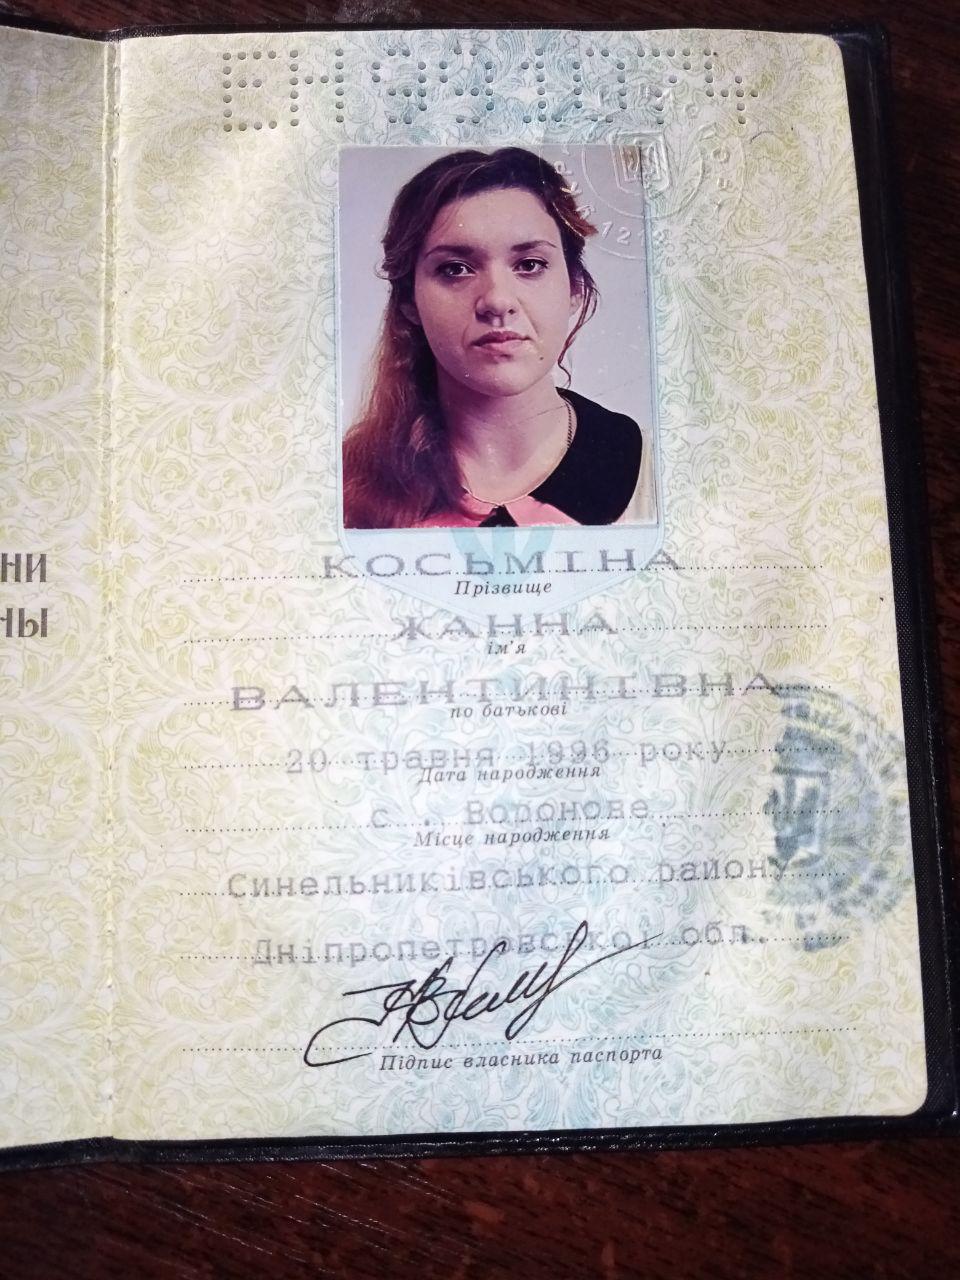 НИ
НЫ
КОСЬМІНА
Прізвище
ЖАННА
ім'я
ВАЛЕНТИНІВНА
по батькові
20 травня 1996 року
Дата народження
с. Воронове
Місце народження
Синельниківського району
Дніпропетровської обл.
Підпис власника паспорта